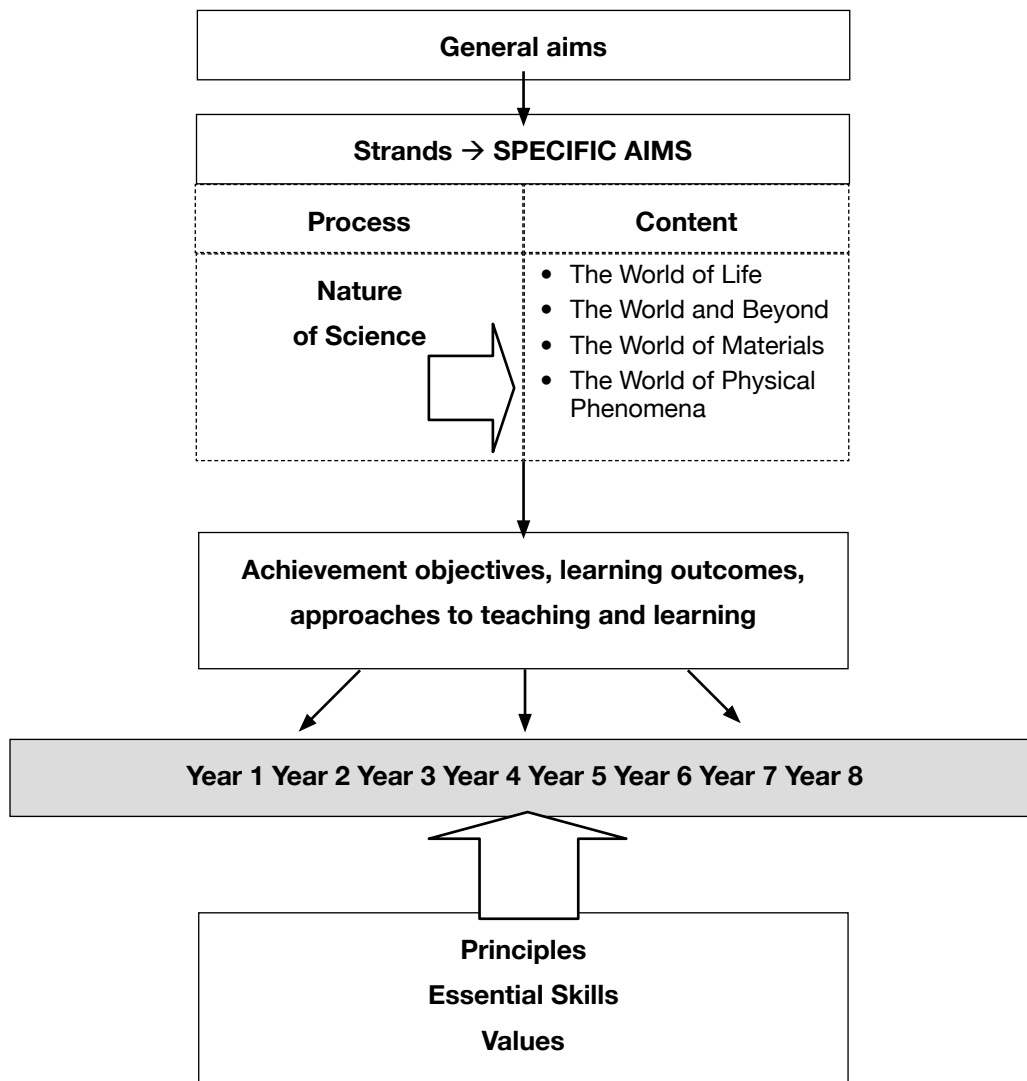 General aims
Strands → SPECIFIC AIMS
Process
Content
Nature
of Science
• The World of Life
• The World and Beyond
• The World of Materials
• The World of Physical
Phenomena
Achievement objectives, learning outcomes,
approaches to teaching and learning
Year 1 Year 2 Year 3 Year 4 Year 5 Year 6 Year 7 Year 8
Principles
Essential Skills
Values